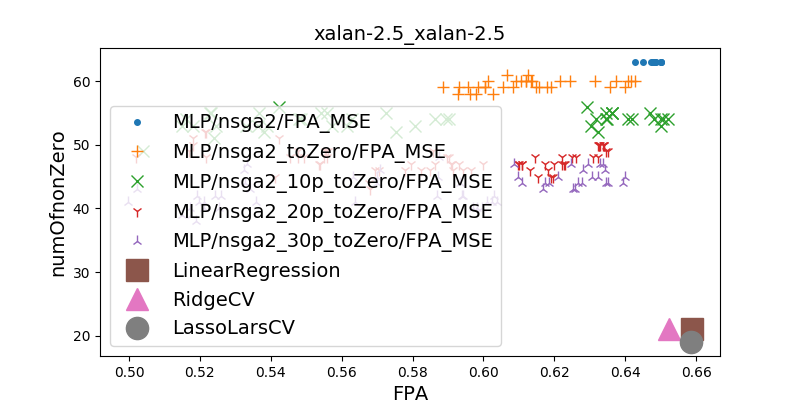 xalan-2.5_xalan-2.5
numOfnonZero
60
50
40
30
20
MLP/nsga2/FPA_MSE
MLP/nsga2_toZero/FPA_MSE
MLP/nsga2_10p_toZero/FPA_MSE
MLP/nsga2_20p_toZero/FPA_MSE
MLP/nsga2_30p_toZero/FPA_MSE
LinearRegression
RidgeCV
LassoLarsCV
0.50 0.52 0.54 0.56 0.58 0.60 0.62 0.64 0.66
FPA